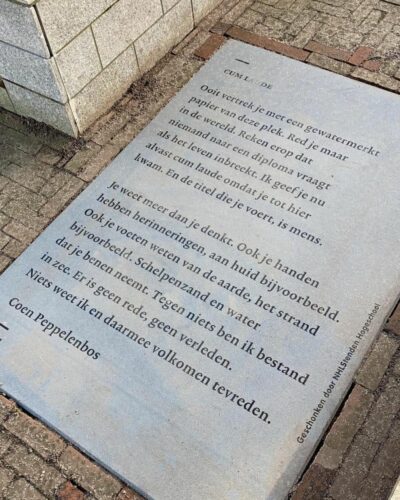 CUM LAUDE
Ooit vertrek je met een gewatermerkt
papier van deze plek. Red je maar
in de wereld. Reken erop dat
niemand naar een diploma vraagt
als het leven inbreekt. Ik geef je nu
alvast cum laude omdat je tot hier
kwam. En de titel die je voert, is mens.
Je weet meer dan je denkt. Ook je handen
hebben herinneringen, aan huid bijvoorbeeld.
Ook je voeten weten van de aarde, het strand
bijvoorbeeld. Schelpenzand en water
dat je benen neemt. Tegen niets ben ik bestand
in zee. Er is geen rede, geen verleden.
Niets weet ik en daarmee volkomen tevreden.
Coen Peppelenbos
Geschonken door NHLStenden Hogeschool